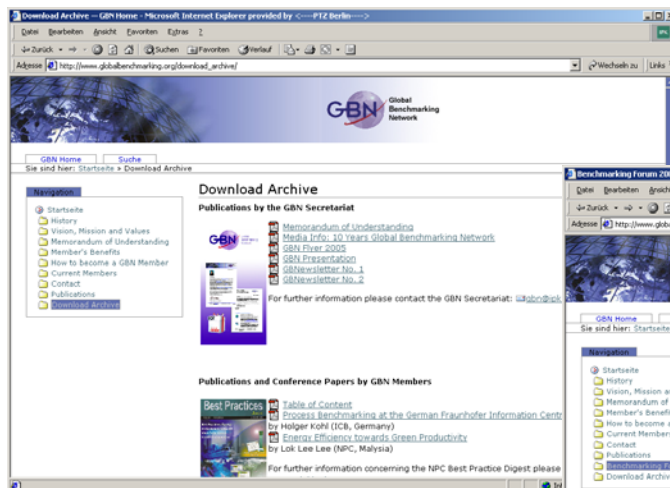 Download Archive -- GBN Home - Microsoft Internet Explorer provided by <----PTZ Berlin---->
Datei Bearbeiten Ansicht Favoriten Extras ?
Zurück Suchen Favoriten Verlauf
Adresse http://www.globalbenchmarking.org/download_archive/ Wechseln zu Links
GBN Global
Benchmarking
Network
GBN Home Suche
Sie sind hier: Startseite » Download Archive
Navigation
Startseite
History
Vision, Mission and Values
Memorandum of Understanding
Member's Benefits
How to become a GBN Member
Current Members
Contact
Publications
Download Archive
Download Archive
Publications by the GBN Secretariat
GBN
Memorandum of Understanding
Media Info: 10 Years Global Benchmarking Network
GBN Flyer 2005
GBN Presentation
GBNewsletter No. 1
GBNewsletter No. 2
For further information please contact the GBN Secretariat: gbn@ipk
Publications and Conference Papers by GBN Members
Best Practices
Table of Content
Process Benchmarking at the German Fraunhofer Information Centr
by Holger Kohl (ICB, Germany)
Energy Efficiency towards Green Productivity
by Lok Lee Lee (NPC, Malysia)
For further information concerning the NPC Best Practice Digest please
Benchmarking Forum 200
Datei Bearbeiten Ansich
Zurück
Adresse http://www.globa
GBN Home
Sie sind hier: Startseite
Navigation
Startseite
History
Vision, Mission a
Memorandum of
Member's Benefi
How to become a
Current Member
Contact
Publications
Benchmarking Fo
Download Archiv